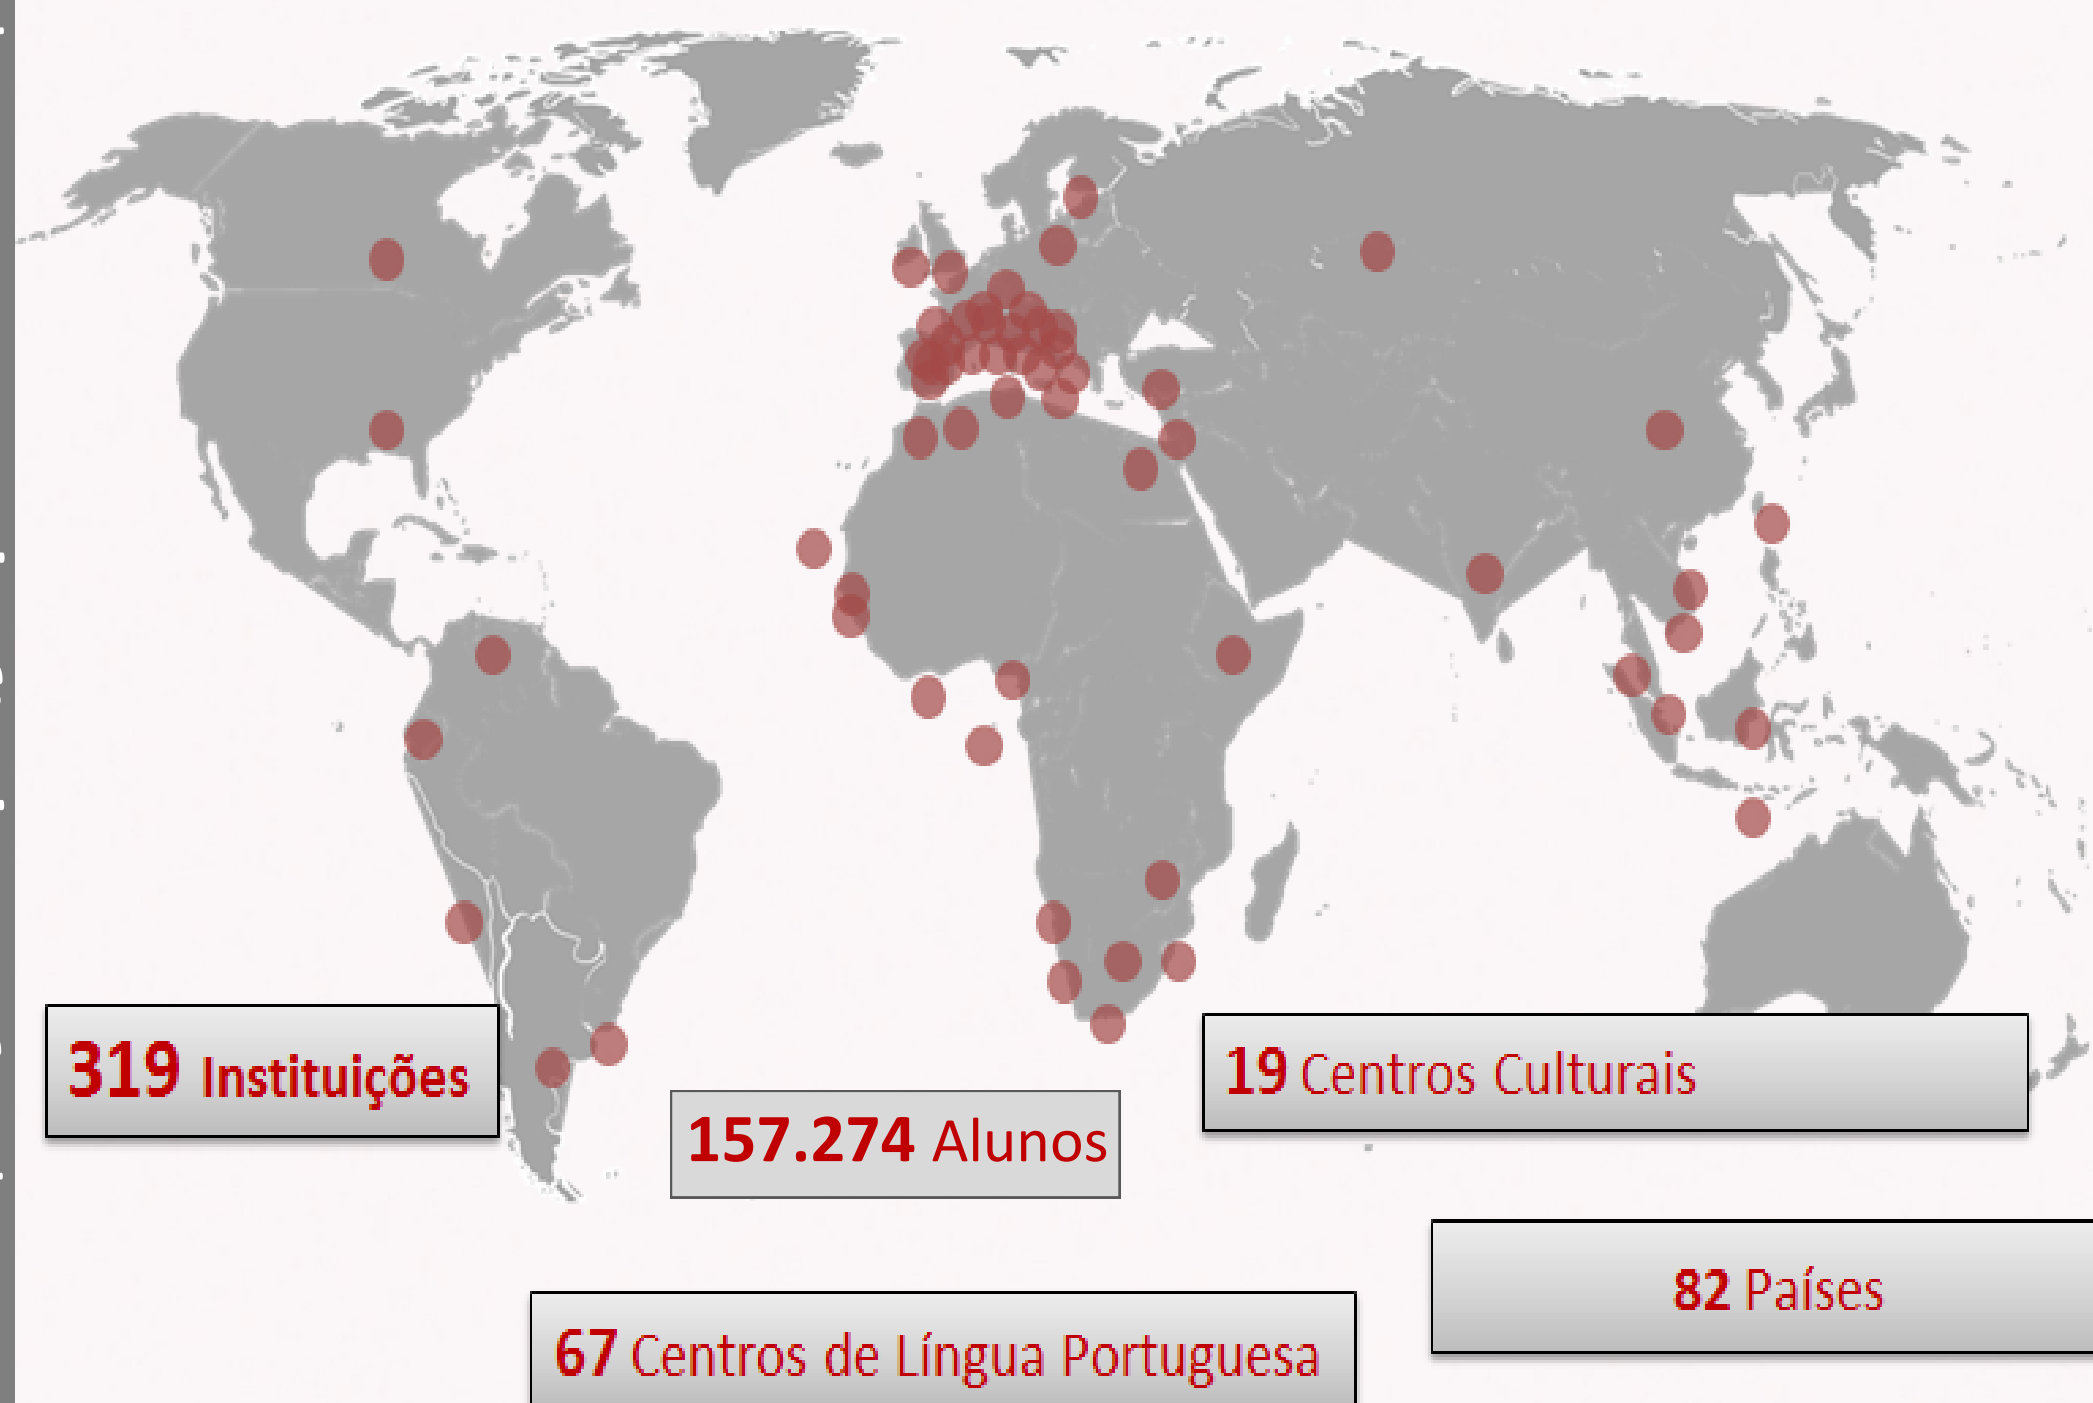 319 Instituições
19 Centros Culturais
157.274 Alunos
82 Países
67 Centros de Língua Portuguesa